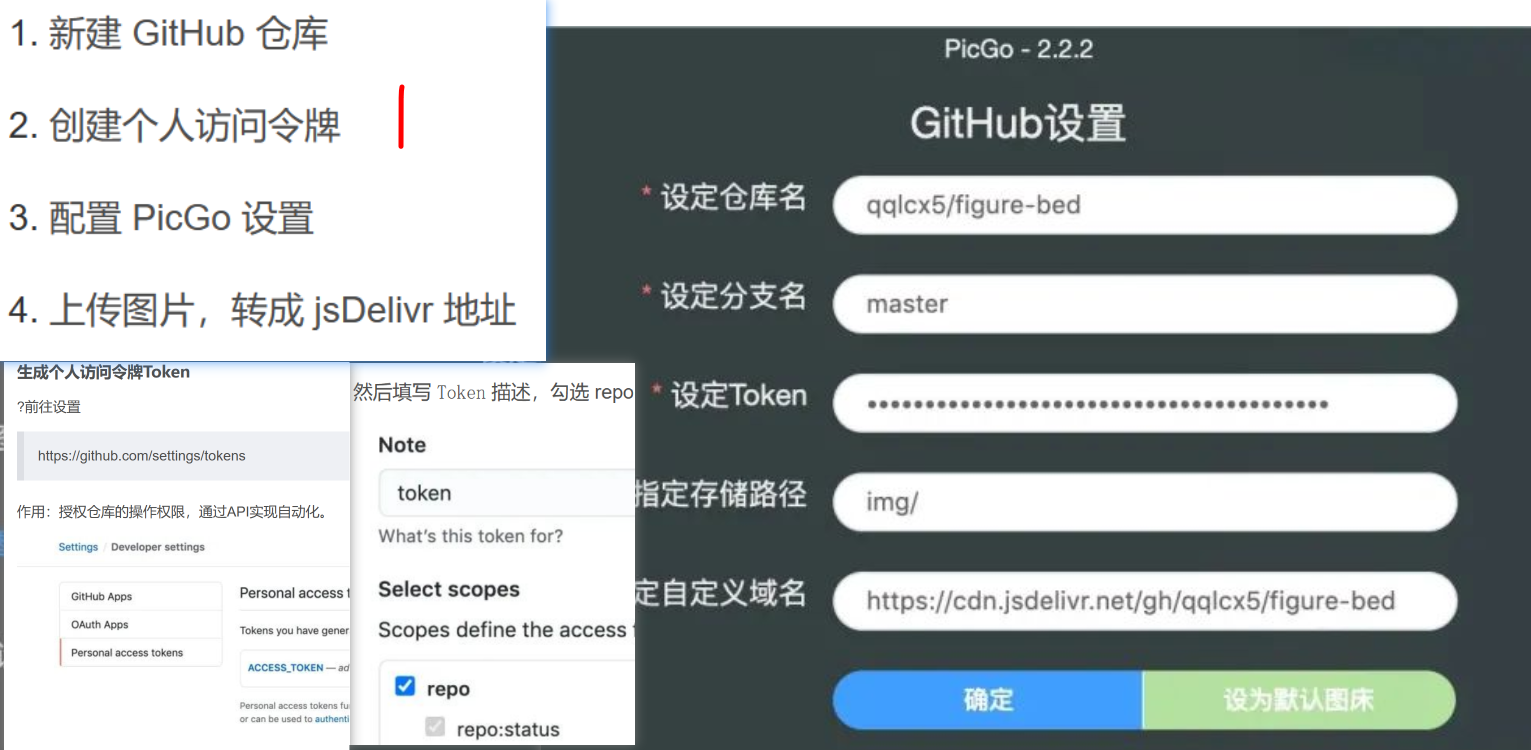 1. 新建 GitHub 仓库
2. 创建个人访问令牌
3. 配置 PicGo 设置
4. 上传图片，转成 jsDelivr 地址
生成个人访问令牌Token
?前往设置
https://github.com/settings/tokens
作用：授权仓库的操作权限，通过API实现自动化。
Settings / Developer settings
GitHub Apps
OAuth Apps
Personal access tokens
Personal access
Tokens you have gener
ACCESS_TOKEN — ad
Personal access tokens fu
or can be used to authenti
然后填写 Token 描述，勾选 repo
Note
token
What's this token for?
Select scopes
Scopes define the access
repo
repo:status
PicGo - 2.2.2
GitHub设置
* 设定仓库名
qqlcx5/figure-bed
* 设定分支名
master
* 设定Token
••••••••••••••••••••••••••••••••••••••••
指定存储路径
img/
定自定义域名
https://cdn.jsdelivr.net/gh/qqlcx5/figure-bed
确定
设为默认图床